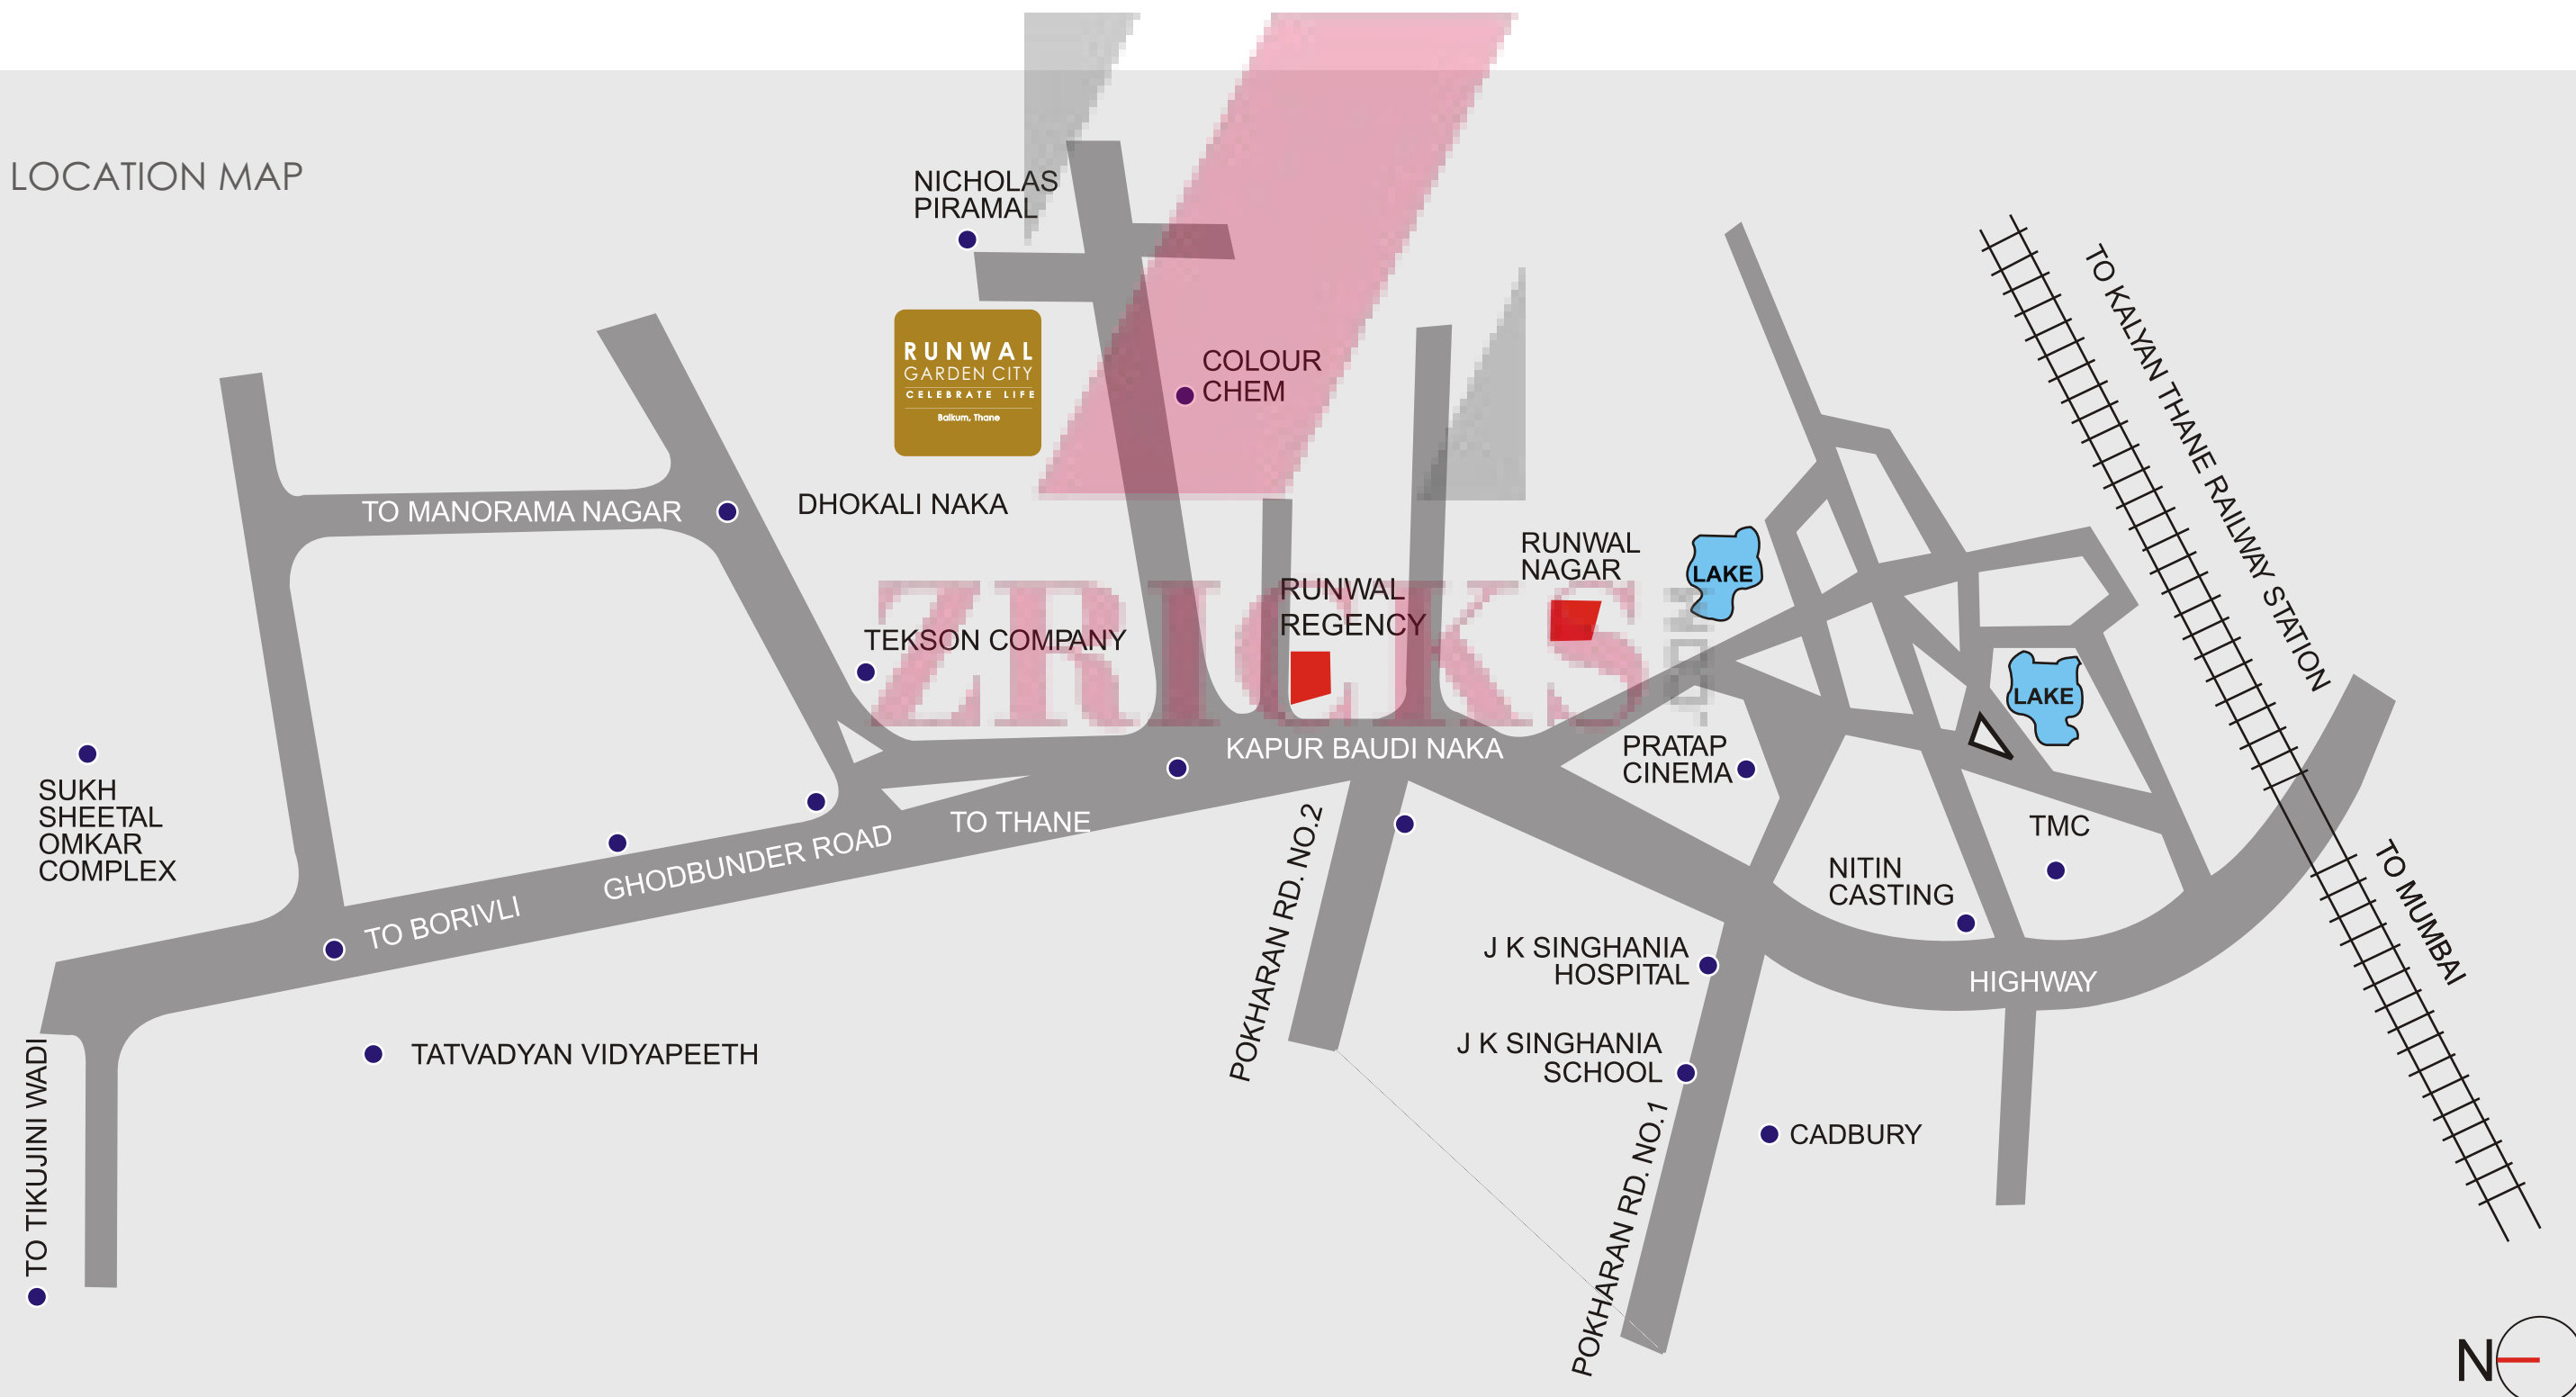 LOCATION MAP
NICHOLAS
PIRAMAL
RUNWAL
GARDEN CITY
CELEBRATE LIFE
Balkum, Thane
COLOUR
CHEM
TO MANORAMA NAGAR
DHOKALI NAKA
TEKSON COMPANY
RUNWAL
REGENCY
RUNWAL
NAGAR
LAKE
LAKE
ZRICKS
TO KALYAN THANE RAILWAY STATION
KAPUR BAUDI NAKA
PRATAP
CINEMA
SUKH
SHEETAL
OMKAR
COMPLEX
TO THANE
GHODBUNDER ROAD
TO BORIVLI
TMC
NITIN
CASTING
TO MUMBAI
POKHARAN RD. NO.2
J K SINGHANIA
HOSPITAL
HIGHWAY
TATVADYAN VIDYAPEETH
J K SINGHANIA
SCHOOL
TO TIKUJINI WADI
CADBURY
POKHARAN RD. NO.1
N